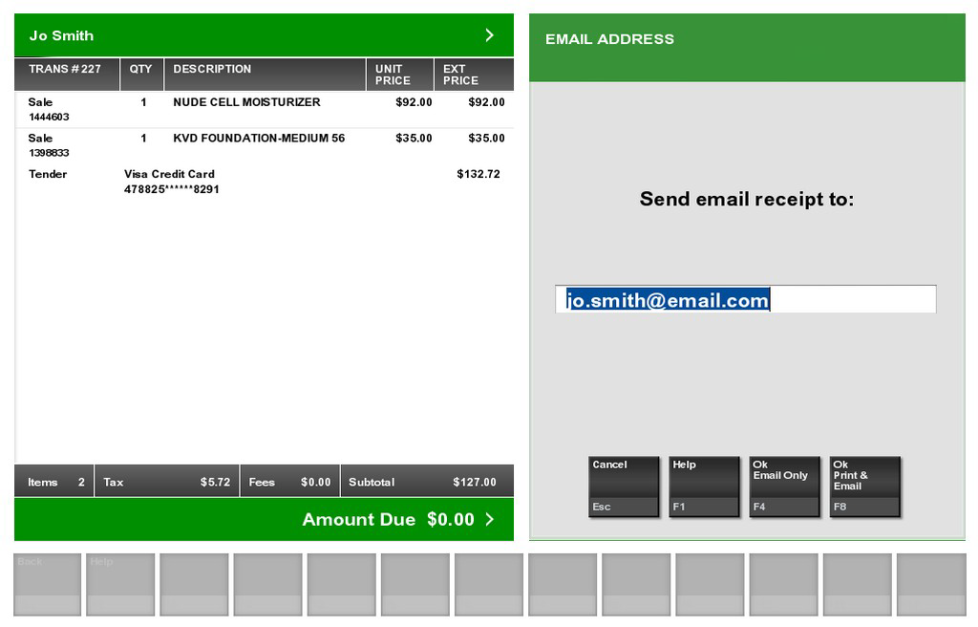 Jo Smith
TRANS # 227 QTY DESCRIPTION UNIT PRICE EXT PRICE
Sale 1 NUDE CELL MOISTURIZER $92.00 $92.00
1444603
Sale 1 KVD FOUNDATION-MEDIUM 56 $35.00 $35.00
1398833
Tender Visa Credit Card $132.72
478825******8291
Items 2 Tax $5.72 Fees $0.00 Subtotal $127.00
Amount Due $0.00
EMAIL ADDRESS
Send email receipt to:
jo.smith@email.com
Cancel
Esc
Help
F1
Ok
Email Only
F4
Ok
Print &
Email
F8
Back
Help